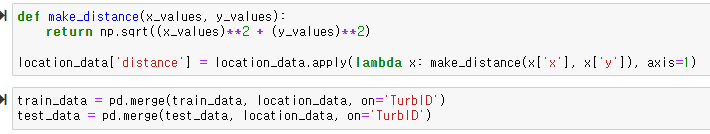 def make_distance(x_values, y_values):
    return np.sqrt((x_values)**2 + (y_values)**2)
location_data['distance'] = location_data.apply(lambda x: make_distance(x['x'], x['y']), axis=1)
train_data = pd.merge(train_data, location_data, on='TurbID')
test_data = pd.merge(test_data, location_data, on='TurbID')